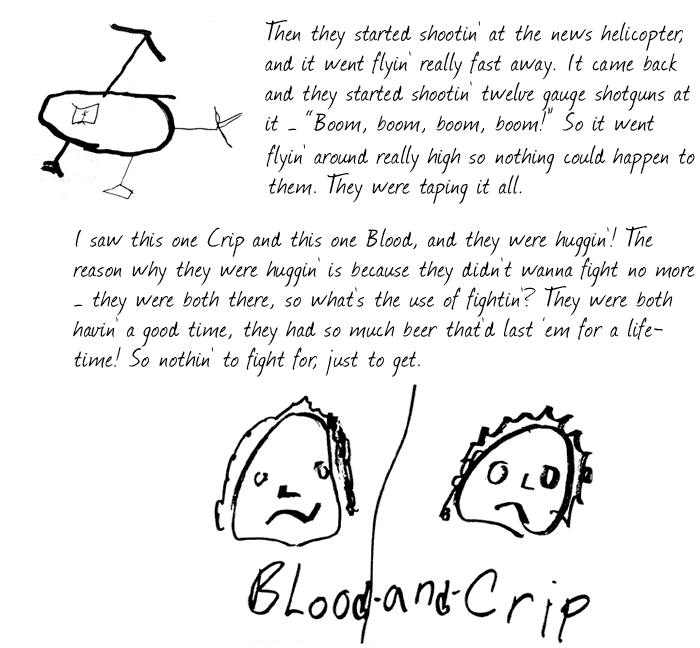 Then they started shootin' at the news helicopter,
and it went flyin' really fast away. It came back
and they started shootin' twelve gauge shotguns at
it – "Boom, boom, boom, boom!" So it went
flyin' around really high so nothing could happen to
them. They were taping it all.
I saw this one Crip and this one Blood, and they were huggin'! The
reason why they were huggin' is because they didn't wanna fight no more
– they were both there, so what's the use of fightin'? They were both
havin' a good time, they had so much beer that'd last 'em for a life-
time! So nothin' to fight for, just to get.
BLood-and-Crip